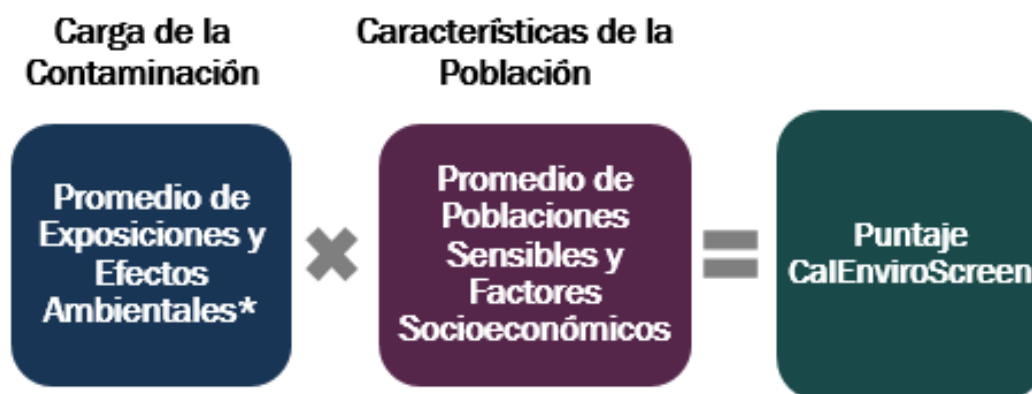 Carga de la
Contaminación
Características de la
Población
Promedio de
Exposiciones y
Efectos
Ambientales*
Promedio de
Poblaciones
Sensibles y
Factores
Socioeconómicos
Puntaje
CalEnviroScreen